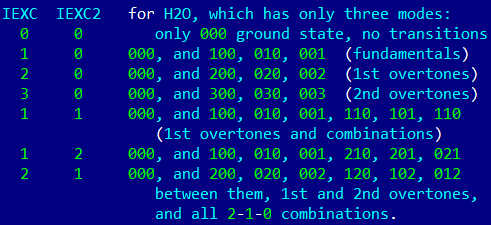 IEXC IEXC2 for H2O, which has only three modes:
0 0 only 000 ground state, no transitions
1 0 000, and 100, 010, 001 (fundamentals)
2 0 000, and 200, 020, 002 (1st overtones)
3 0 000, and 300, 030, 003 (2nd overtones)
1 1 000, and 100, 010, 001, 110, 101, 110
(1st overtones and combinations)
1 2 000, and 100, 010, 001, 210, 201, 021
2 1 000, and 200, 020, 002, 120, 102, 012
between them, 1st and 2nd overtones,
and all 2-1-0 combinations.